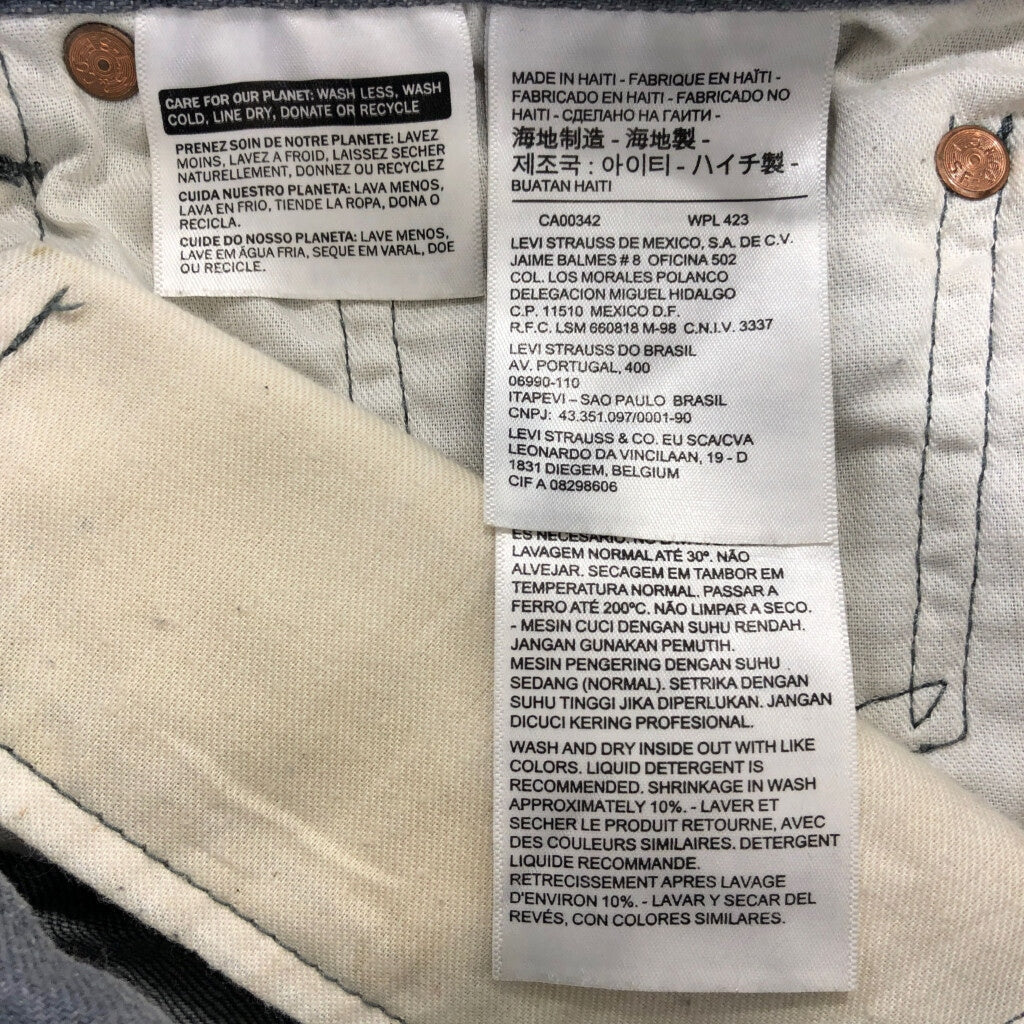 CARE FOR OUR PLANET: WASH LESS, WASH
COLD, LINE DRY, DONATE OR RECYCLE
PRENEZ SOIN DE NOTRE PLANETE: LAVEZ
MOINS, LAVEZ A FROID, LAISSEZ SECHER
NATURELLEMENT, DONNEZ OU RECYCLEZ
CUIDA NUESTRO PLANETA: LAVA MENOS,
LAVA EN FRIO, TIENDE LA ROPA, DONA O
RECICLA.
CUIDE DO NOSSO PLANETA: LAVE MENOS,
LAVE EM ÁGUA FRIA, SEQUE EM VARAL, DOE
OU RECICLE.
MADE IN HAITI - FABRIQUE EN HAÏTI -
FABRICADO EN HAITI - FABRICADO NO
HAITI - СДЕЛАНО НА ГАИТИ -
海地制造 - 海地製 -
제조국 : 아이티 - ハイチ製 -
BUATAN HAITI
CA00342 WPL 423
LEVI STRAUSS DE MEXICO, S.A. DE C.V.
JAIME BALMES # 8 OFICINA 502
COL. LOS MORALES POLANCO
DELEGACION MIGUEL HIDALGO
C.P. 11510 MEXICO D.F.
R.F.C. LSM 660818 M-98 C.N.I.V. 3337
LEVI STRAUSS DO BRASIL
AV. PORTUGAL, 400
06990-110
ITAPEVI – SAO PAULO BRASIL
CNPJ: 43.351.097/0001-90
LEVI STRAUSS & CO. EU SCA/CVA
LEONARDO DA VINCILAAN, 19 - D
1831 DIEGEM, BELGIUM
CIF A 08298606
ES NECESARIO. NO
LAVAGEM NORMAL ATÉ 30º. NÃO
ALVEJAR. SECAGEM EM TAMBOR EM
TEMPERATURA NORMAL. PASSAR A
FERRO ATÉ 200ºC. NÃO LIMPAR A SECO.
- MESIN CUCI DENGAN SUHU RENDAH.
JANGAN GUNAKAN PEMUTIH.
MESIN PENGERING DENGAN SUHU
SEDANG (NORMAL). SETRIKA DENGAN
SUHU TINGGI JIKA DIPERLUKAN. JANGAN
DICUCI KERING PROFESIONAL.
WASH AND DRY INSIDE OUT WITH LIKE
COLORS. LIQUID DETERGENT IS
RECOMMENDED. SHRINKAGE IN WASH
APPROXIMATELY 10%. - LAVER ET
SECHER LE PRODUIT RETOURNE, AVEC
DES COULEURS SIMILAIRES. DETERGENT
LIQUIDE RECOMMANDE.
RETRECISSEMENT APRES LAVAGE
D'ENVIRON 10%. - LAVAR Y SECAR DEL
REVÉS, CON COLORES SIMILARES.